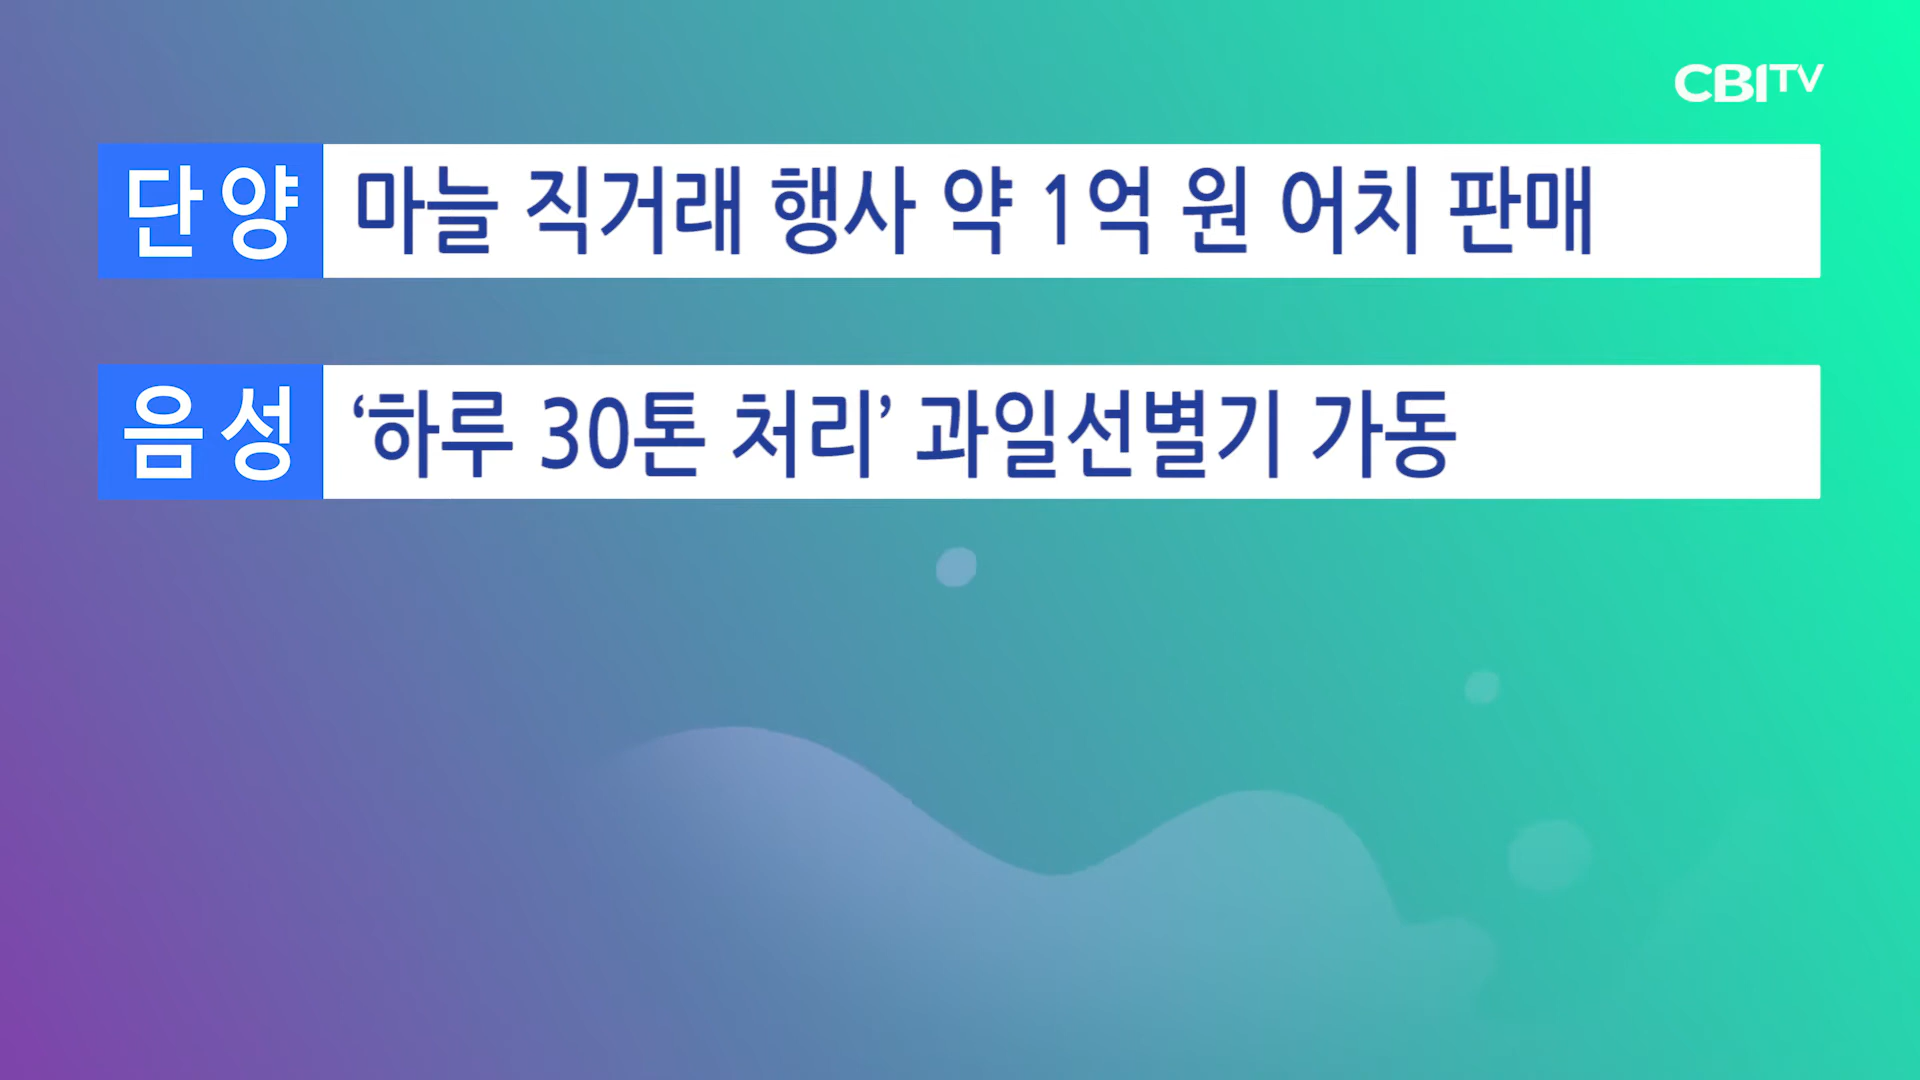 CBITV
단양 마늘 직거래 행사 약 1억 원 어치 판매
음성 ‘하루 30톤 처리’ 과일선별기 가동